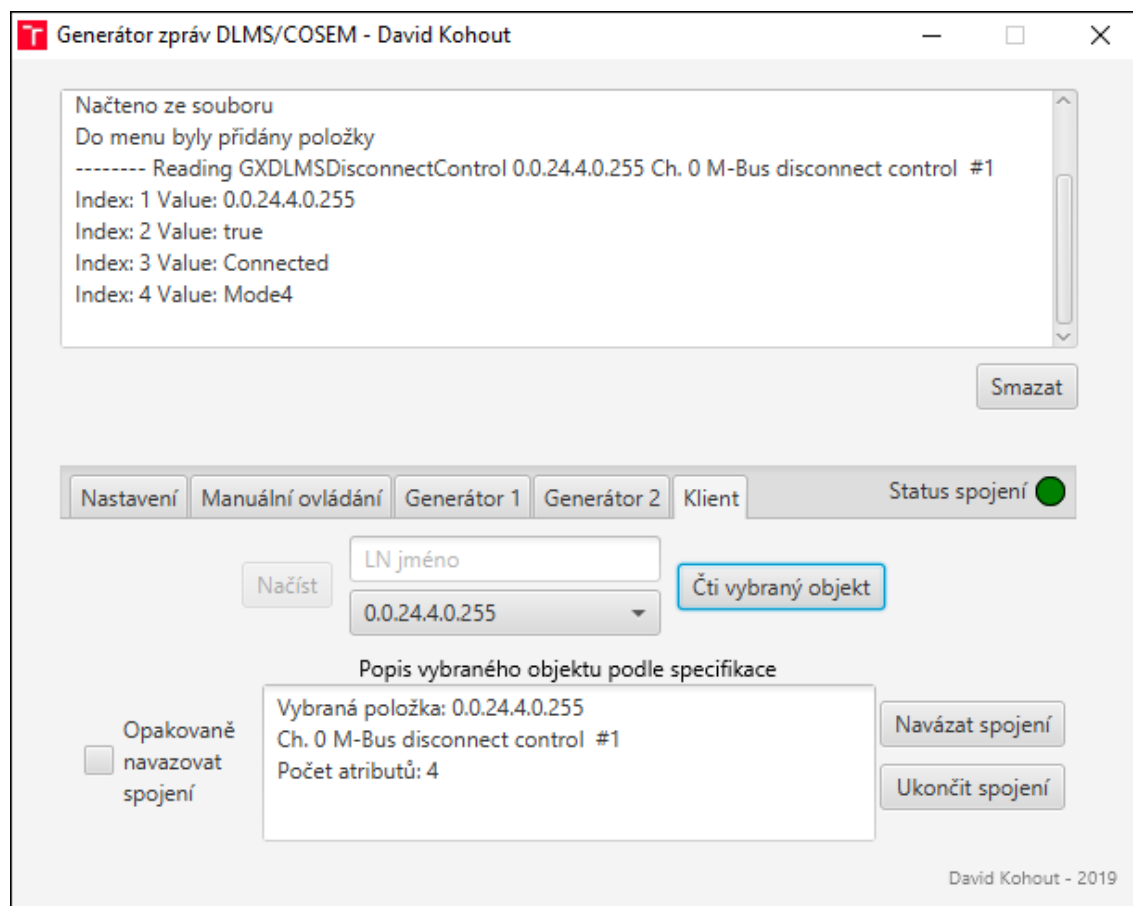 Generátor zpráv DLMS/COSEM - David Kohout
Načteno ze souboru
Do menu byly přidány položky
-------- Reading GXDLMSDisconnectControl 0.0.24.4.0.255 Ch. 0 M-Bus disconnect control  #1
Index: 1 Value: 0.0.24.4.0.255
Index: 2 Value: true
Index: 3 Value: Connected
Index: 4 Value: Mode4
Smazat
Nastavení Manuální ovládání Generátor 1 Generátor 2 Klient Status spojení
LN jméno
Načíst
Čti vybraný objekt
0.0.24.4.0.255
Popis vybraného objektu podle specifikace
Vybraná položka: 0.0.24.4.0.255
Ch. 0 M-Bus disconnect control  #1
Počet atributů: 4
Opakovaně
navazovat
spojení
Navázat spojení
Ukončit spojení
David Kohout - 2019